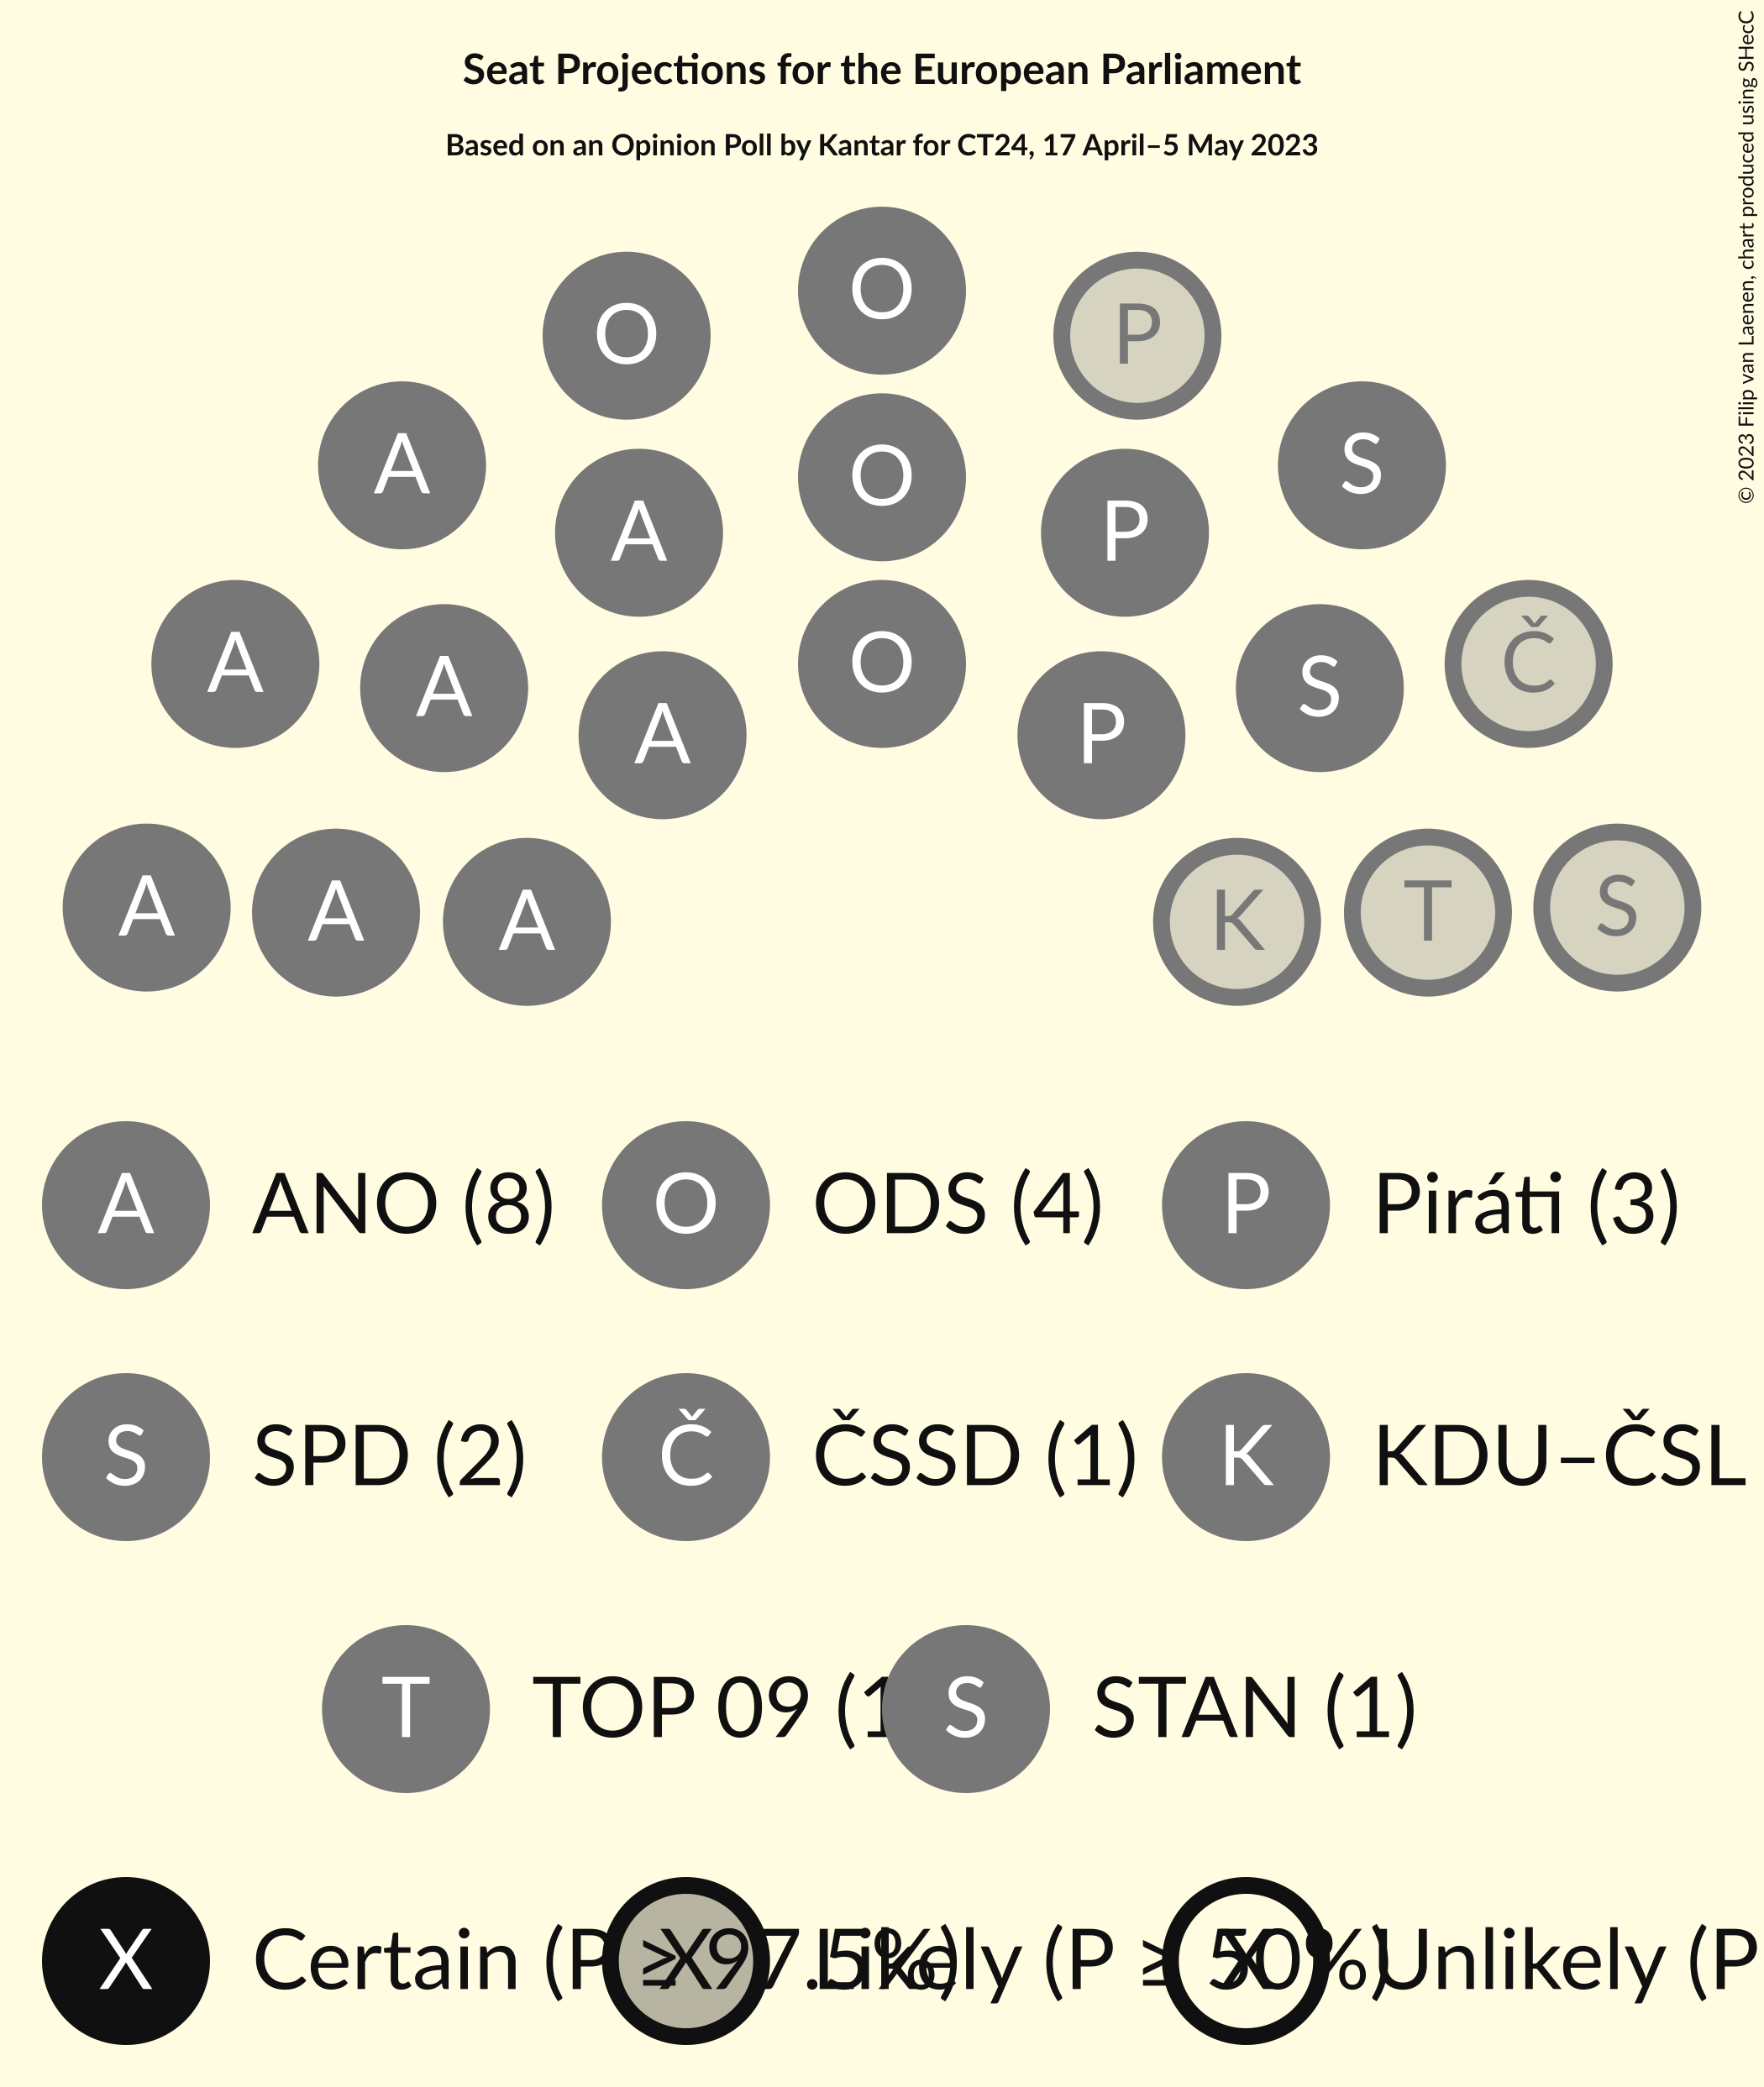 Seat Projections for the European Parliament
Based on an Opinion Poll by Kantar for CT24, 17 April–5 May 2023
© 2023 Filip van Laenen, chart produced using SHecC
O
O
P
A
O
S
A
P
A
O
Č
A
S
A
P
A
A
A
K
T
S
A ANO (8) O ODS (4) P Piráti (3)
S SPD (2) Č ČSSD (1) K KDU–ČSL
T TOP 09 (1 S STAN (1)
X Certain (P ≥ 97.5%) X Likely (P ≥ 50%) X Unlikely (P